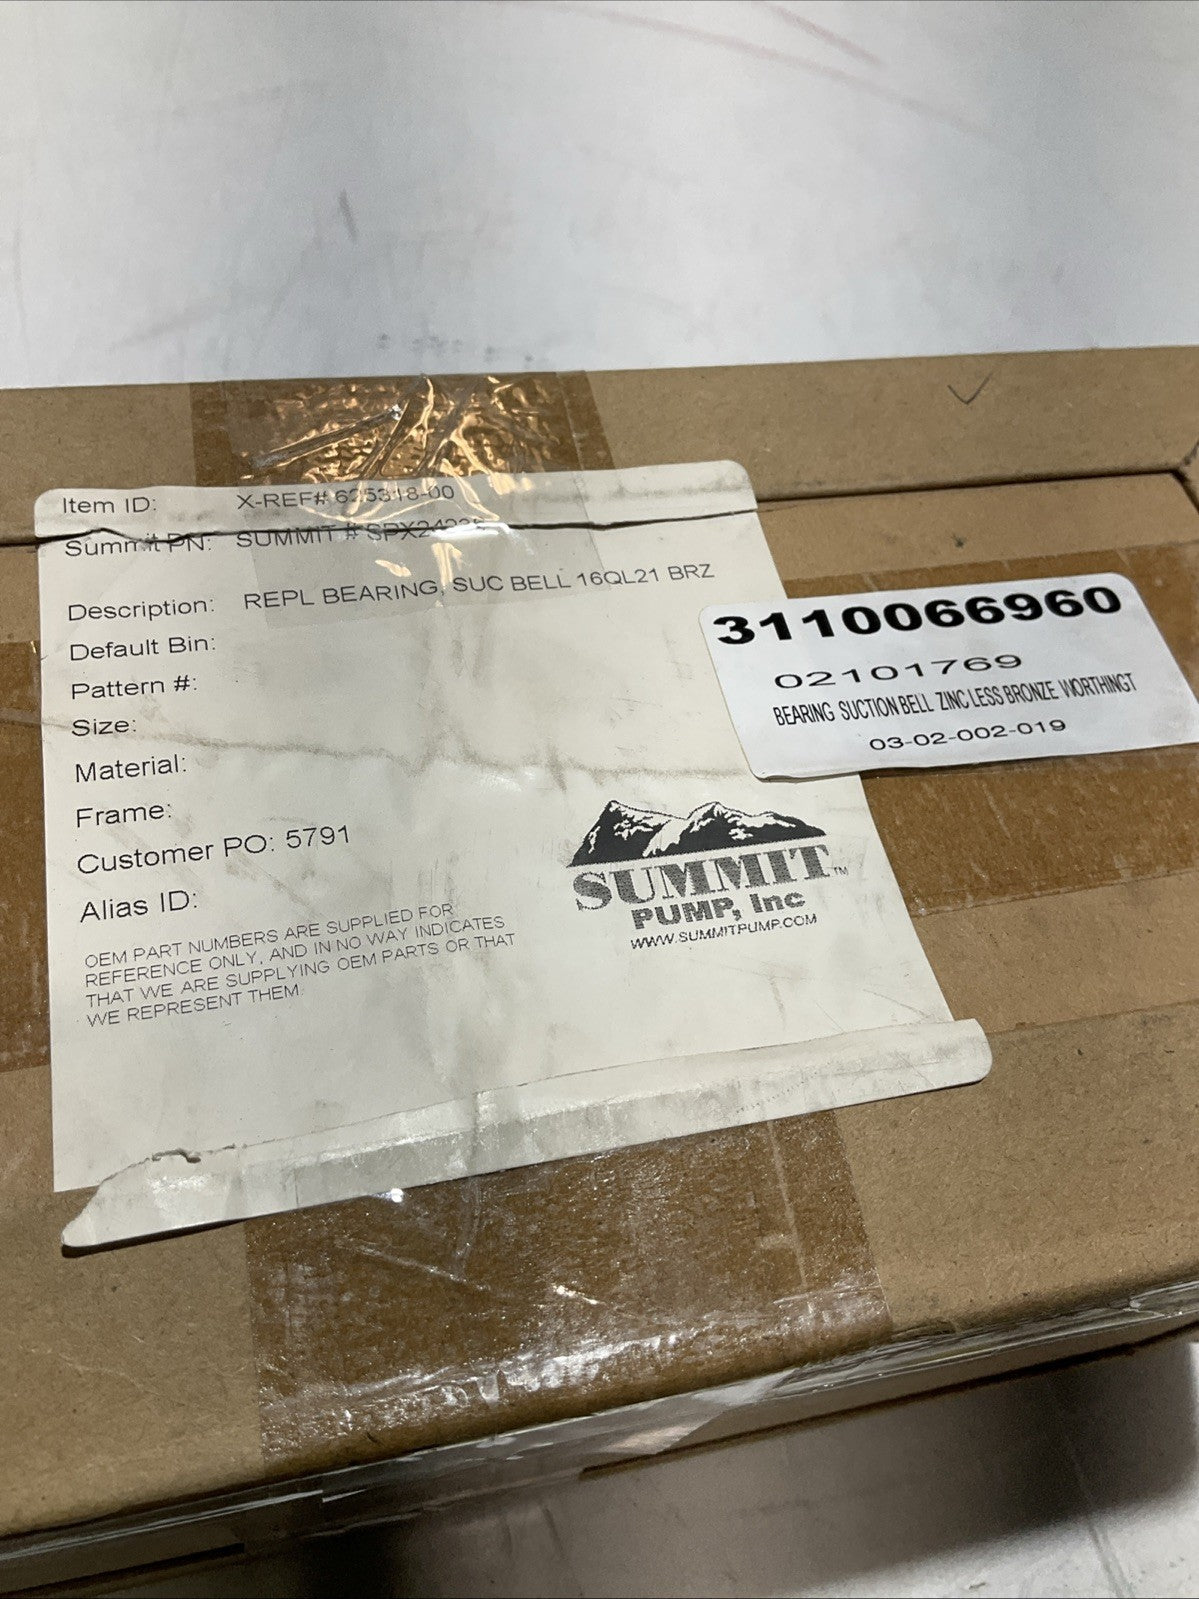 Item ID: X-REF# 625318-00
Summit PN: SUMMIT #
Description: REPL BEARING, SUC BELL 16QL21 BRZ
Default Bin:
Pattern #:
Size:
Material:
Frame:
Customer PO: 5791
Alias ID:
OEM PART NUMBERS ARE SUPPLIED FOR
REFERENCE ONLY, AND IN NO WAY INDICATES
THAT WE ARE SUPPLYING OEM PARTS OR THAT
WE REPRESENT THEM.
SUMMIT™
PUMP, Inc
WWW.SUMMITPUMP.COM
3110066960
02101769
BEARING SUCTION BELL ZINC LESS BRONZE WORTHINGT
03-02-002-019